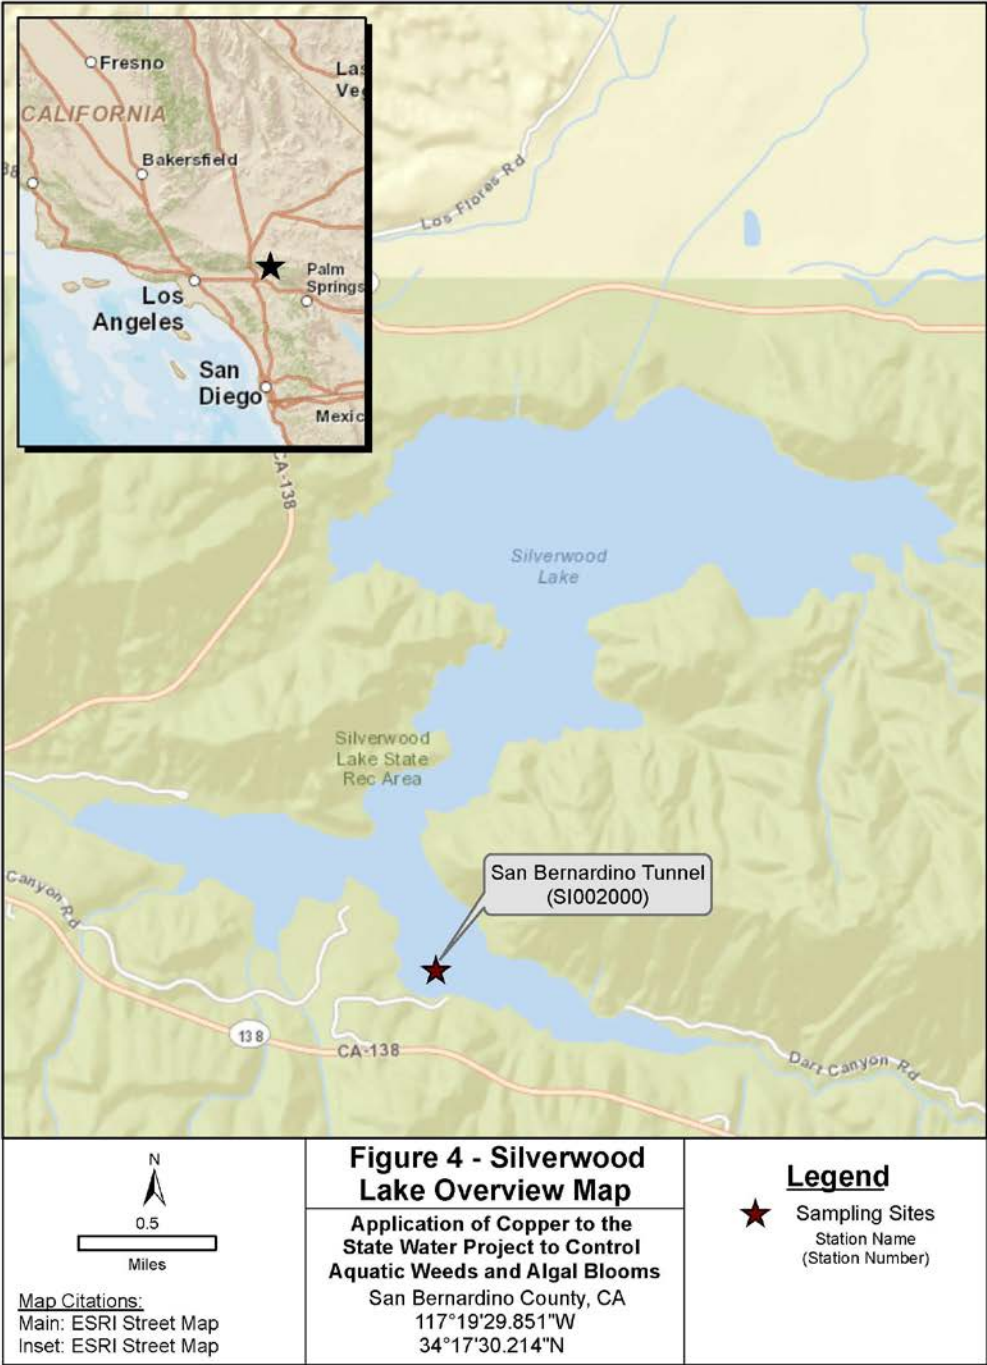 Fresno
Las
Veg
CALIFORNIA
Bakersfield
Palm
Springs
Los
Angeles
San
Diego
Mexic
Los Flores Rd
CA-138
Silverwood
Lake
Silverwood
Lake State
Rec Area
San Bernardino Tunnel
(SI002000)
Canyon Rd
138
CA-138
Dart Canyon Rd
N
0.5
Miles
Map Citations:
Main: ESRI Street Map
Inset: ESRI Street Map
Figure 4 - Silverwood
Lake Overview Map
Application of Copper to the
State Water Project to Control
Aquatic Weeds and Algal Blooms
San Bernardino County, CA
117°19'29.851"W
34°17'30.214"N
Legend
Sampling Sites
Station Name
(Station Number)